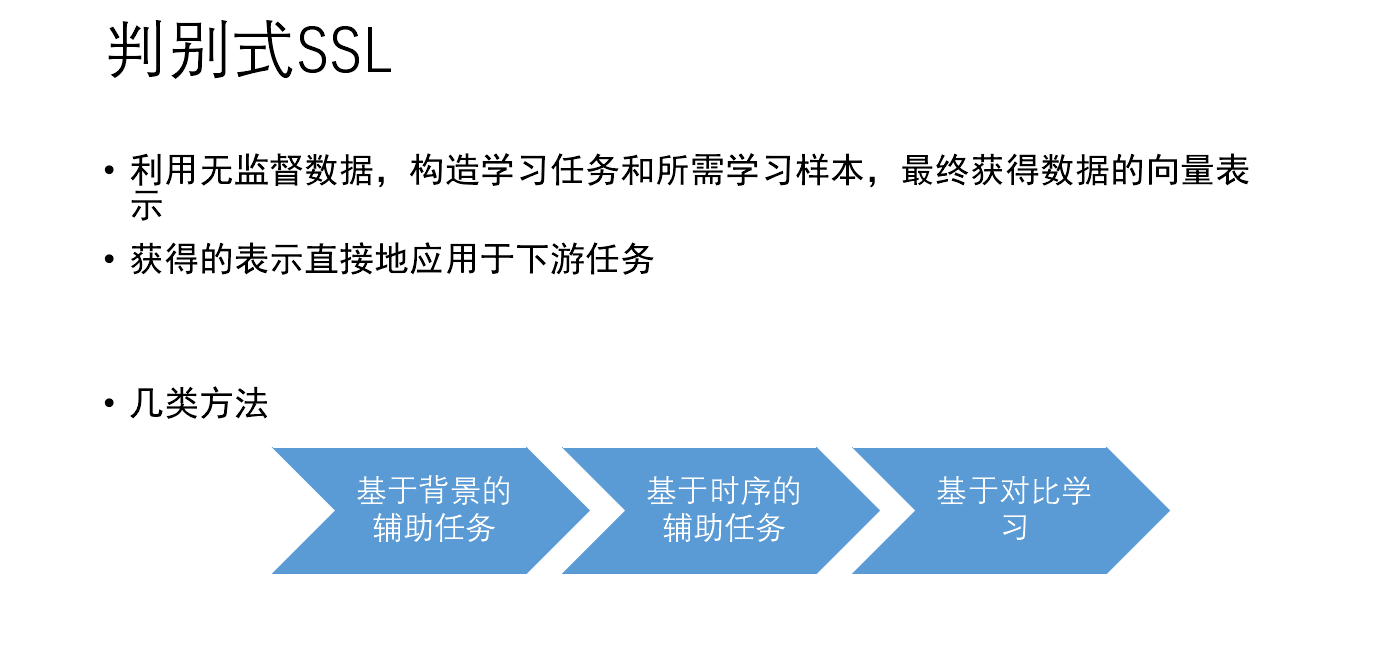 判别式SSL
• 利用无监督数据，构造学习任务和所需学习样本，最终获得数据的向量表
示
• 获得的表示直接地应用于下游任务
• 几类方法
基于背景的
辅助任务
基于时序的
辅助任务
基于对比学
习